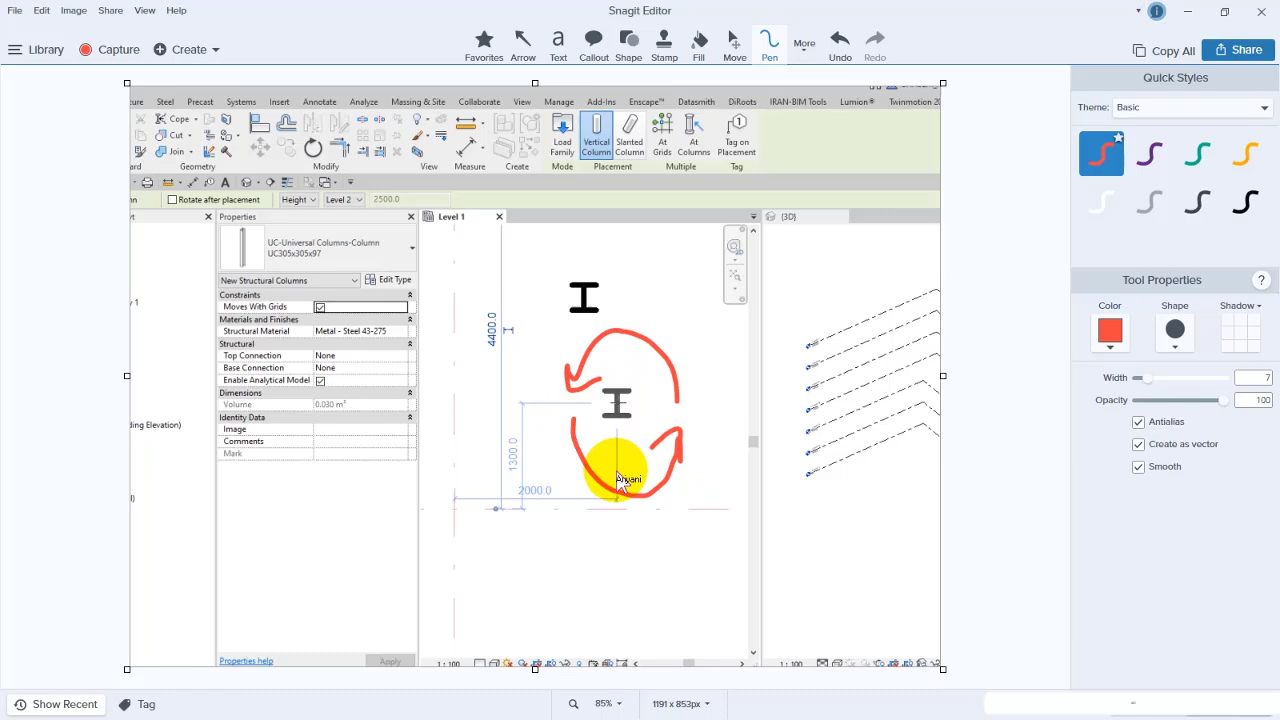 Snagit Editor
File Edit Image Share View Help
Library Capture Create
Favorites Arrow Text Callout Shape Stamp Fill Move Pen More Undo Redo
Copy All Share
Quick Styles
Theme: Basic
Steel Precast Systems Insert Annotate Analyze Massing & Site Collaborate View Manage Add-Ins Enscape™ Datasmith DiRoots IRAN-BIM Tools Lumion® Twinmotion 20
Cope
Cut
Join
Load Family
Vertical Column
Slanted Column
At Grids
At Columns
Tag on Placement
Geometry Modify View Measure Create Mode Placement Multiple Tag
Rotate after placement Height Level 2 2500.0
Properties
Level 1
{3D}
UC-Universal Columns-Column
UC305x305x97
New Structural Columns Edit Type
Constraints
Moves With Grids
Materials and Finishes
Structural Material Metal - Steel 43-275
Structural
Top Connection None
Base Connection None
Enable Analytical Model
Dimensions
Volume 0.030 m³
Identity Data
Image
Comments
Mark
ding Elevation)
Properties help Apply
4400.0
1300.0
2000.0
1 : 100
1 : 100
Tool Properties
?
Color Shape Shadow
Width 7
Opacity 100
Antialias
Create as vector
Smooth
Show Recent Tag
85% 1191 x 853px